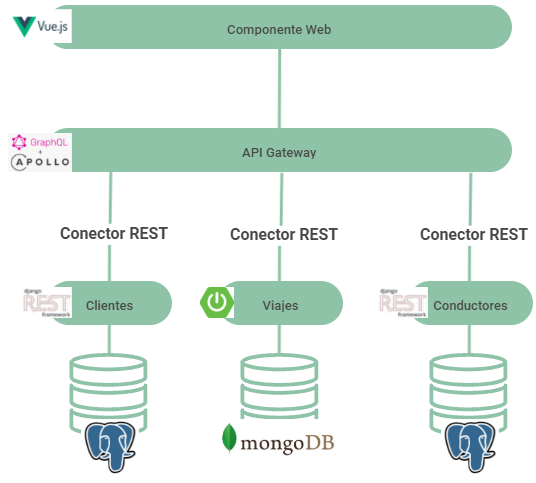 Vue.js
Componente Web
GraphQL
+
APOLLO
API Gateway
Conector REST
Conector REST
Conector REST
django
REST
framework
Clientes
Viajes
django
REST
framework
Conductores
mongoDB